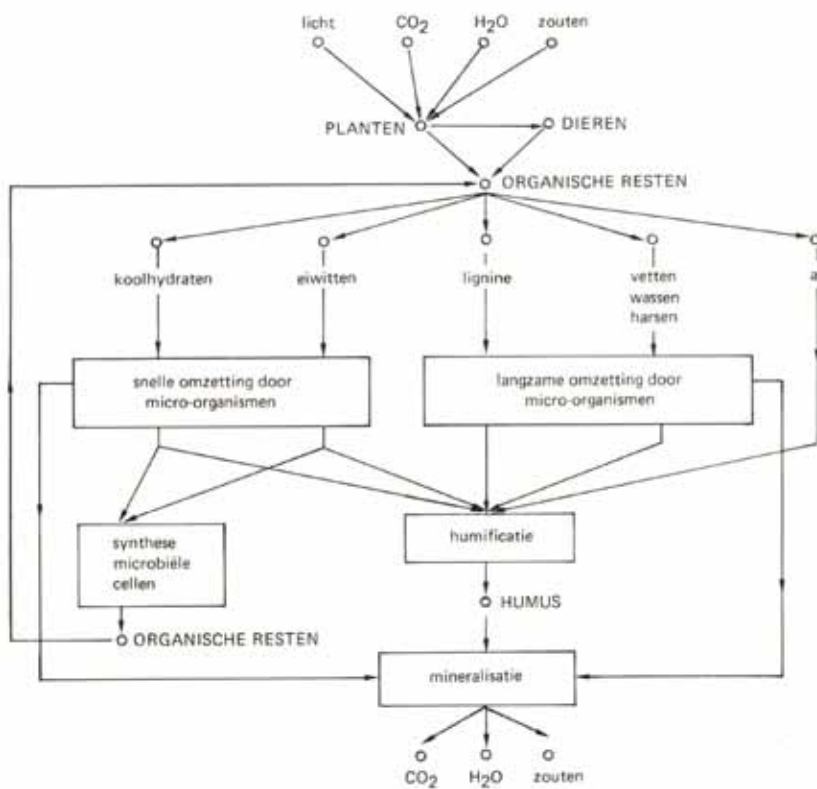 licht CO₂ H₂O zouten
PLANTEN DIEREN
ORGANISCHE RESTEN
koolhydraten eiwitten lignine vetten
wassen
harsen
snelle omzetting door
micro-organismen
langzame omzetting door
micro-organismen
synthese
microbiële
cellen
humificatie
HUMUS
ORGANISCHE RESTEN
mineralisatie
CO₂ H₂O zouten